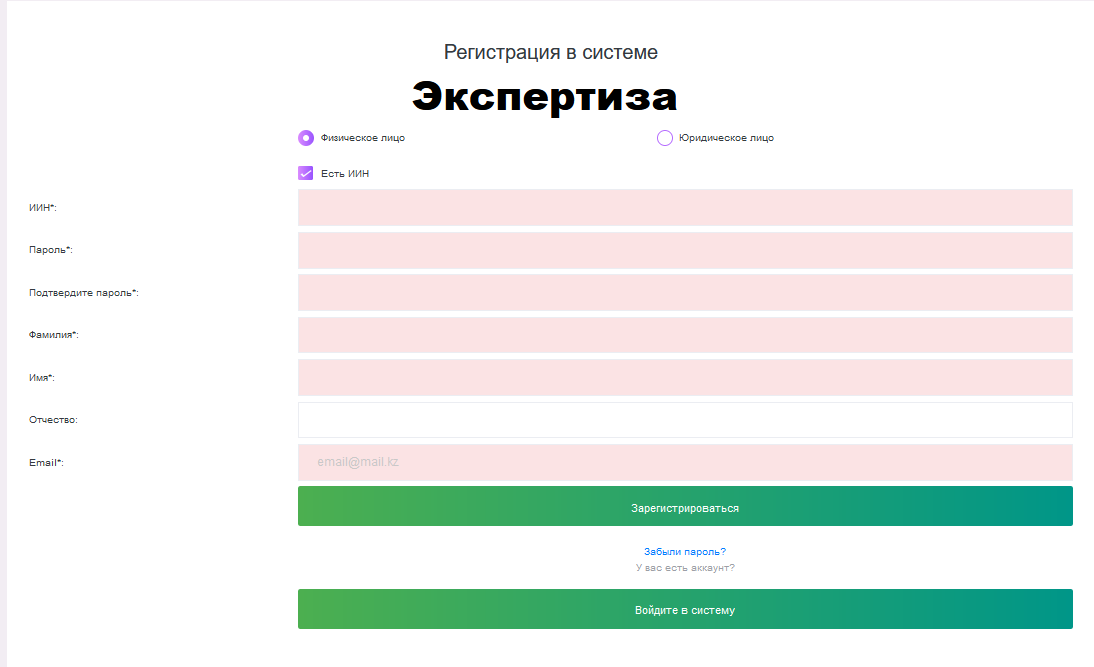 Регистрация в системе
Экспертиза
Физическое лицо
Юридическое лицо
Есть ИИН
ИИН*:
Пароль*:
Подтвердите пароль*:
Фамилия*:
Имя*:
Отчество:
Email*:
email@mail.kz
Зарегистрироваться
Забыли пароль?
У вас есть аккаунт?
Войдите в систему